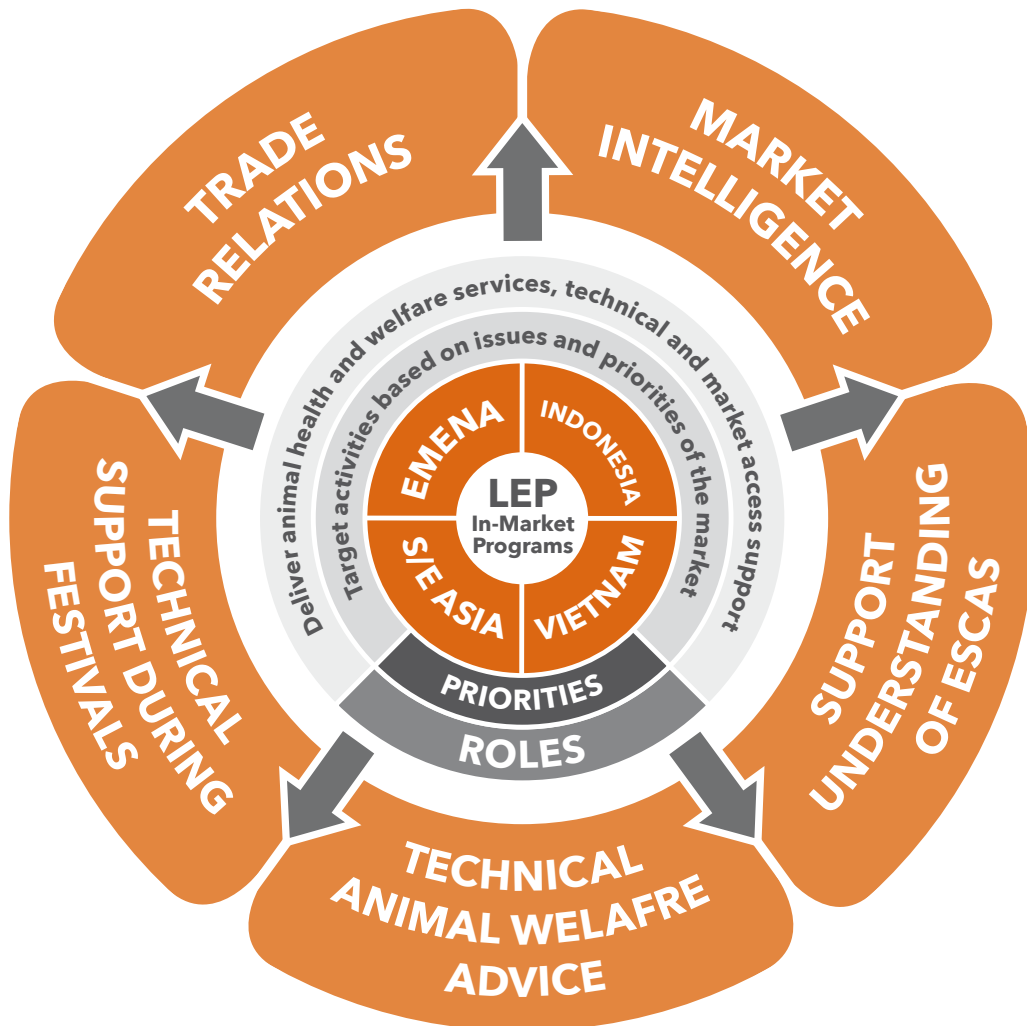 TRADE
RELATIONS
MARKET
INTELLIGENCE
Deliver animal health and welfare services, technical and market access support
Target activities based on issues and priorities of the market
EMENA
INDONESIA
LEP
In-Market
Programs
S/E ASIA
VIETNAM
PRIORITIES
ROLES
TECHNICAL
SUPPORT DURING
FESTIVALS
SUPPORT
UNDERSTANDING
OF ESCAS
TECHNICAL
ANIMAL WELAFRE
ADVICE